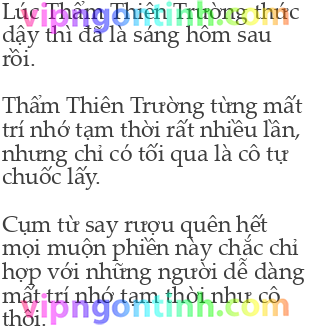 Lúc Thẩm Thiên Trường thức
vipngontinh.com
dậy thì đã là sáng hôm sau
rồi.
Thẩm Thiên Trường từng mất
trí nhớ tạm thời rất nhiều lần,
nhưng chỉ có tối qua là cô tự
chuốc lấy.
Cụm từ say rượu quên hết
mọi muộn phiền này chắc chỉ
hợp với những người dễ dàng
mất trí nhớ tạm thời như cô
vipngontinh.com
thôi.